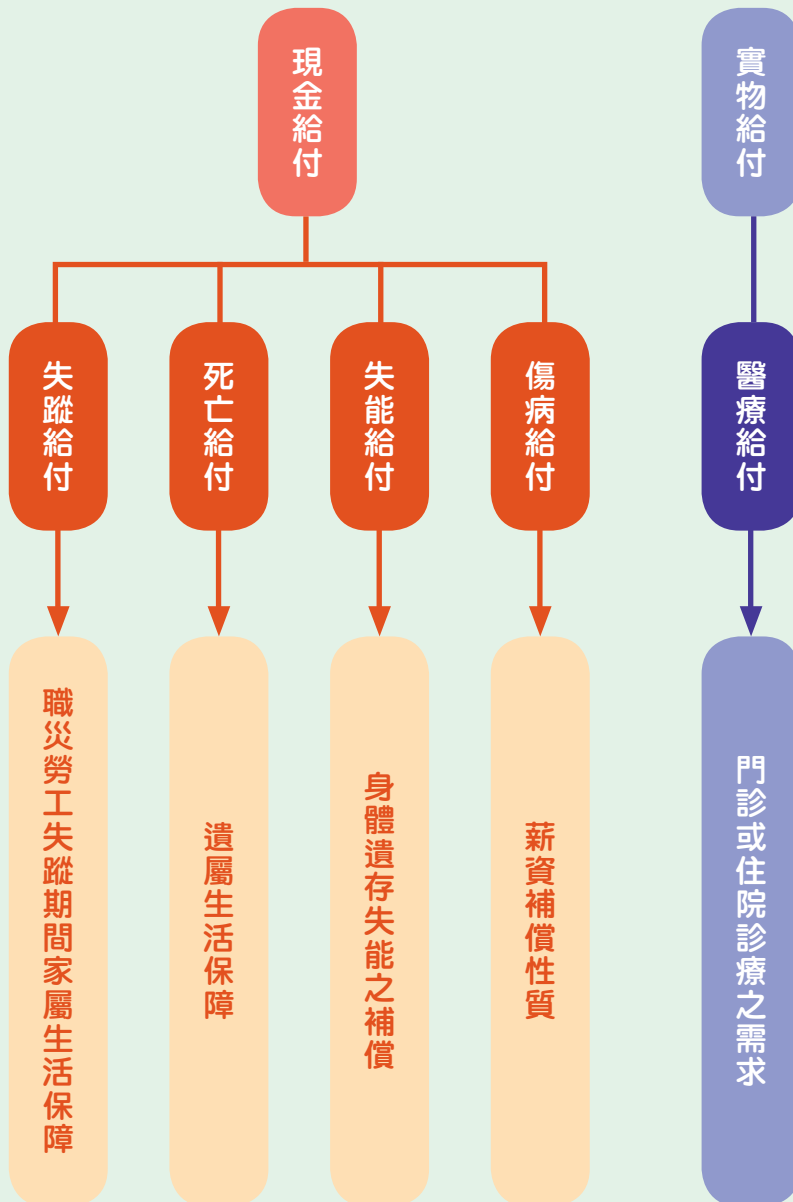 實物給付
醫療給付
門診或住院診療之需求
現金給付
傷病給付
薪資補償性質
失能給付
身體遺存失能之補償
死亡給付
遺屬生活保障
失蹤給付
職災勞工失蹤期間家屬生活保障